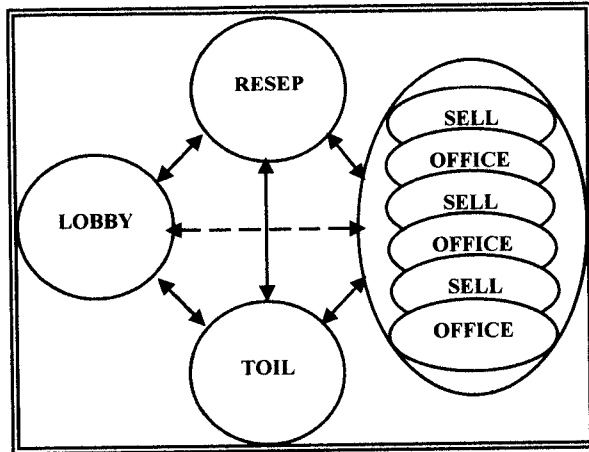 RESEP
SELL
OFFICE
SELL
LOBBY
OFFICE
SELL
OFFICE
TOIL